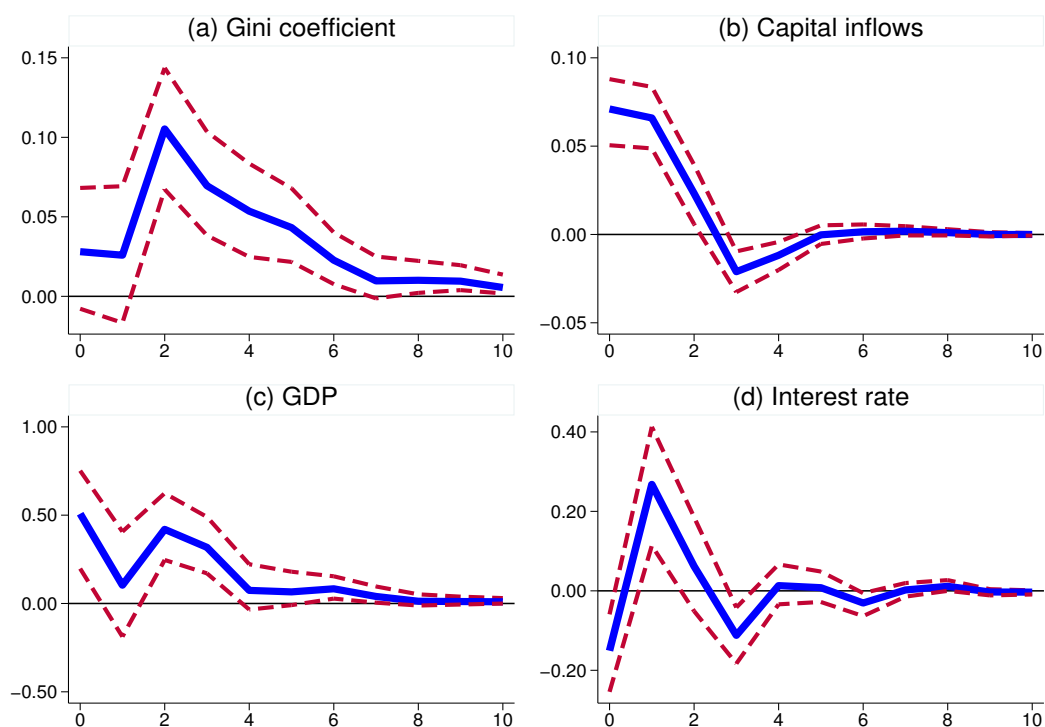 (a) Gini coefficient
0.15
0.10
0.05
0.00
0 2 4 6 8 10
(b) Capital inflows
0.10
0.05
0.00
−0.05
0 2 4 6 8 10
(c) GDP
1.00
0.50
0.00
−0.50
0 2 4 6 8 10
(d) Interest rate
0.40
0.20
0.00
−0.20
0 2 4 6 8 10